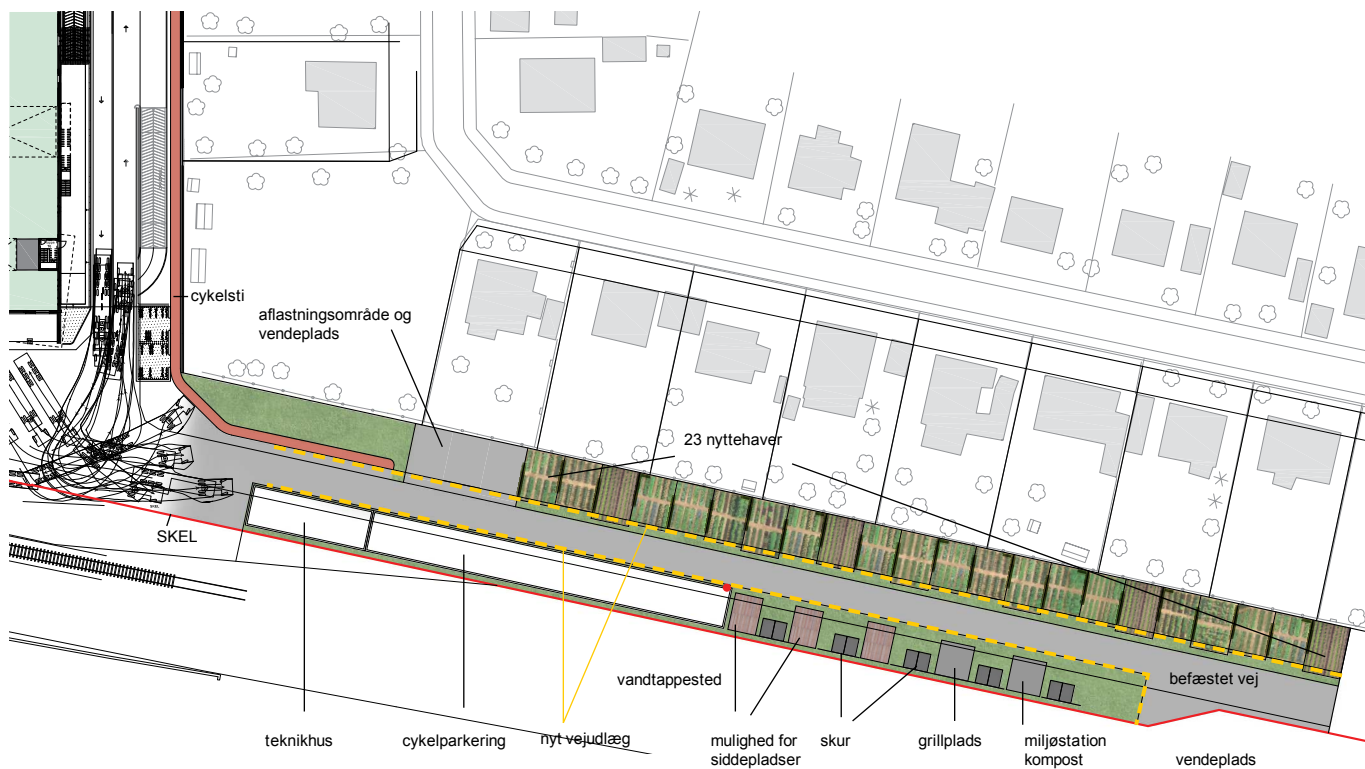 cykelsti
aflastningsområde og
vendeplads
23 nyttehaver
SKEL
befæstet vej
vandtappested
teknikhus
cykelparkering
nyt vejudlæg
mulighed for
siddepladser
skur
grillplads
miljøstation
kompost
vendeplads